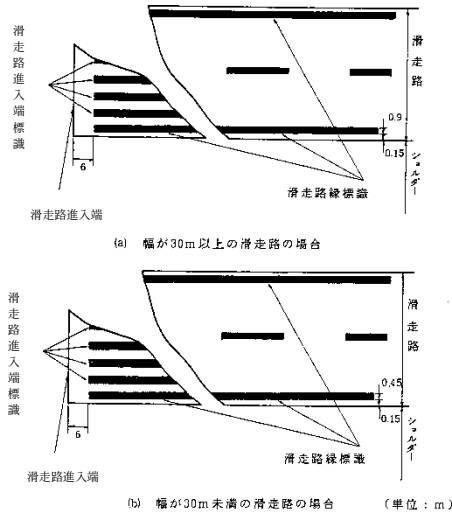 滑走路進入端標識
滑走路
0.9
0.15
ショルダー
6
滑走路縁標識
滑走路進入端
(a) 幅が30m以上の滑走路の場合
滑走路進入端標識
滑走路
0.45
0.15
ショルダー
6
滑走路縁標識
滑走路進入端
(b) 幅が30m未満の滑走路の場合 (単位:m)